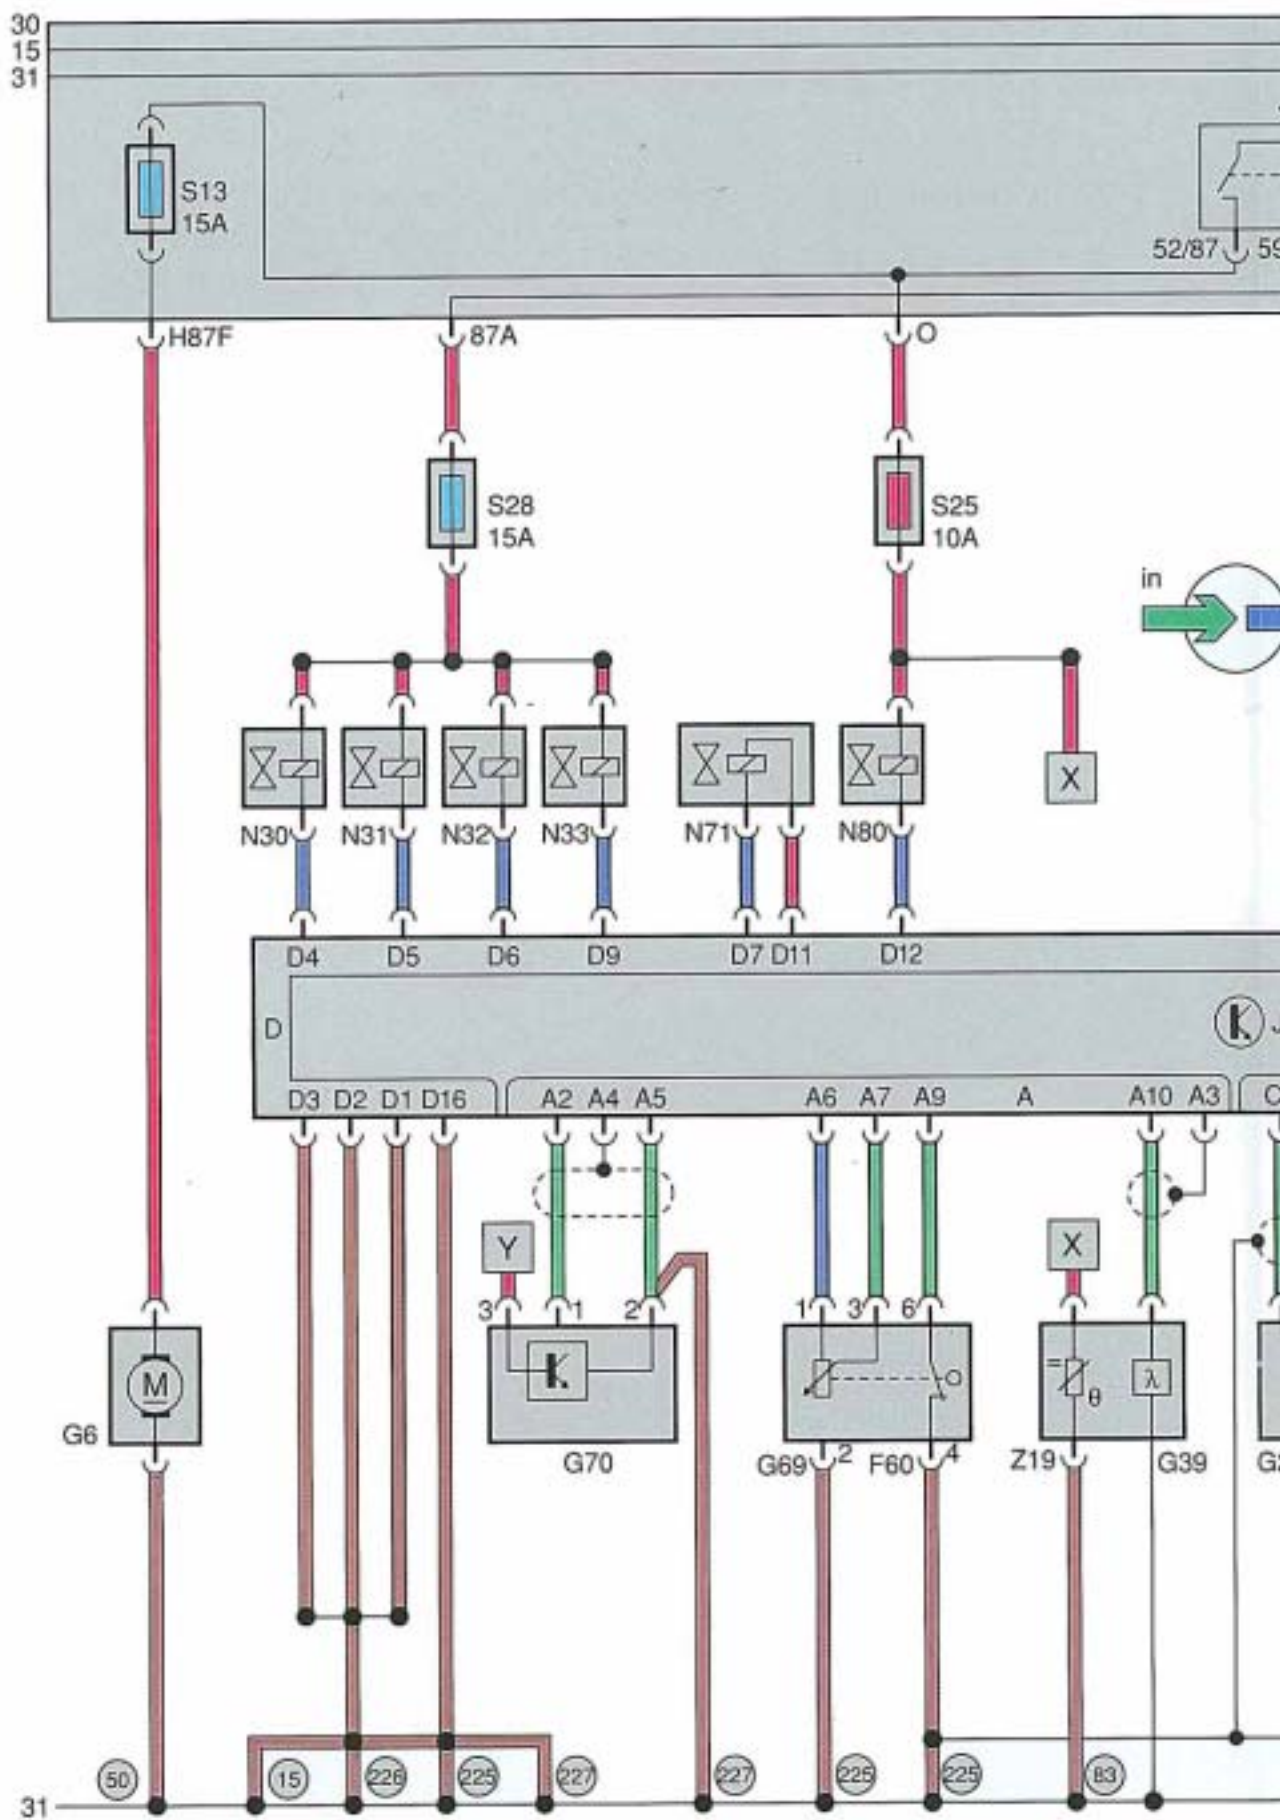 30
15
31
S13
15A
52/87 59
H87F
87A
O
S28
15A
S25
10A
in
X
N30
N31
N32
N33
N71
N80
D4
D5
D6
D9
D7
D11
D12
D
D3
D2
D1
D16
A2
A4
A5
A6
A7
A9
A
A10
A3
Y
X
3
1
2
1
3
6
M
=
θ
λ
G6
G70
G69
2
F60
4
Z19
G39
50
15
226
225
227
227
225
225
83
31